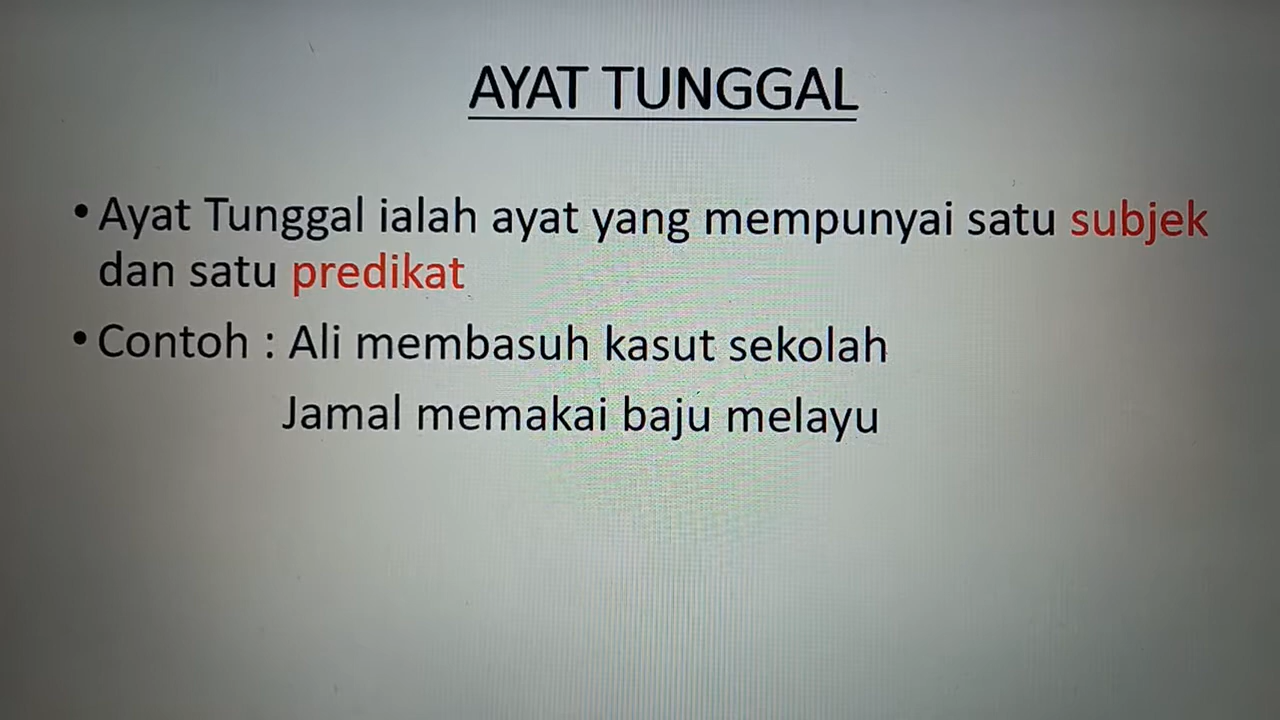 AYAT TUNGGAL
• Ayat Tunggal ialah ayat yang mempunyai satu subjek
dan satu predikat
• Contoh : Ali membasuh kasut sekolah
Jamal memakai baju melayu